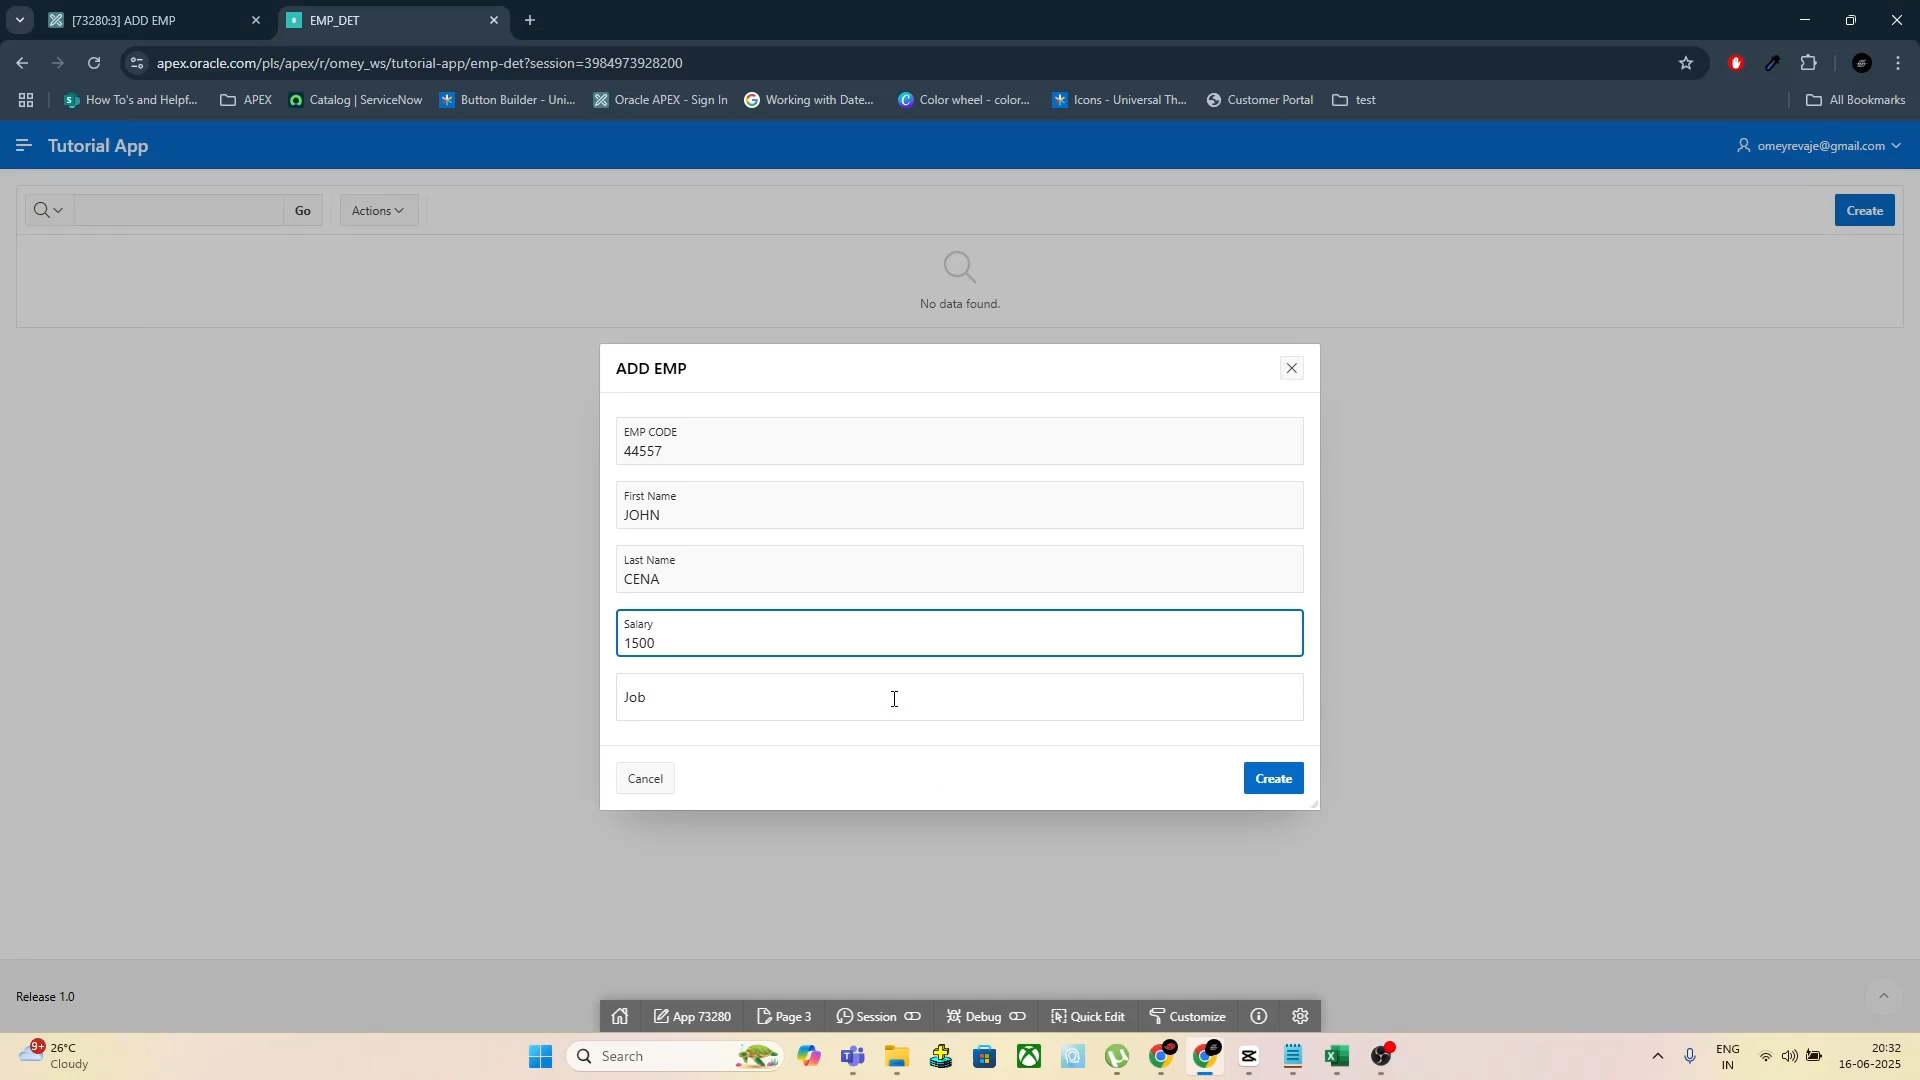 [73280:3] ADD EMP
EMP_DET
apex.oracle.com/pls/apex/r/omey_ws/tutorial-app/emp-det?session=3984973928200
How To's and Helpf...
APEX
Catalog | ServiceNow
Button Builder - Uni...
Oracle APEX - Sign In
Working with Date...
Color wheel - color...
Icons - Universal Th...
Customer Portal
test
All Bookmarks
Tutorial App
omeyrevaje@gmail.com
Go
Actions
Create
No data found.
ADD EMP
EMP CODE
44557
First Name
JOHN
Last Name
CENA
Salary
1500
Job
Cancel
Create
Release 1.0
App 73280
Page 3
Session
Debug
Quick Edit
Customize
9+
26°C
Cloudy
Search
ENG
IN
20:32
16-06-2025